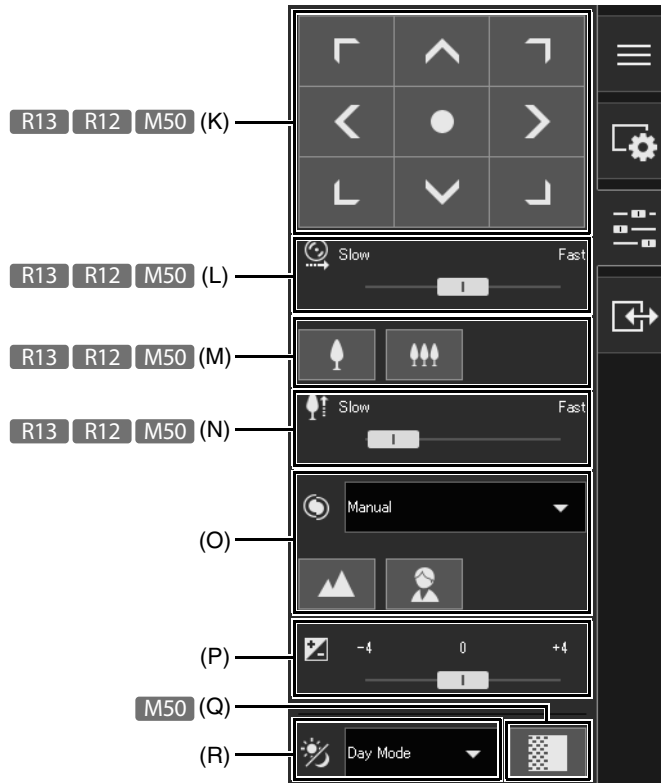 R13 R12 M50 (K)
R13 R12 M50 (L) Slow Fast
R13 R12 M50 (M)
R13 R12 M50 (N) Slow Fast
(O) Manual
(P) -4 0 +4
M50 (Q)
(R) Day Mode